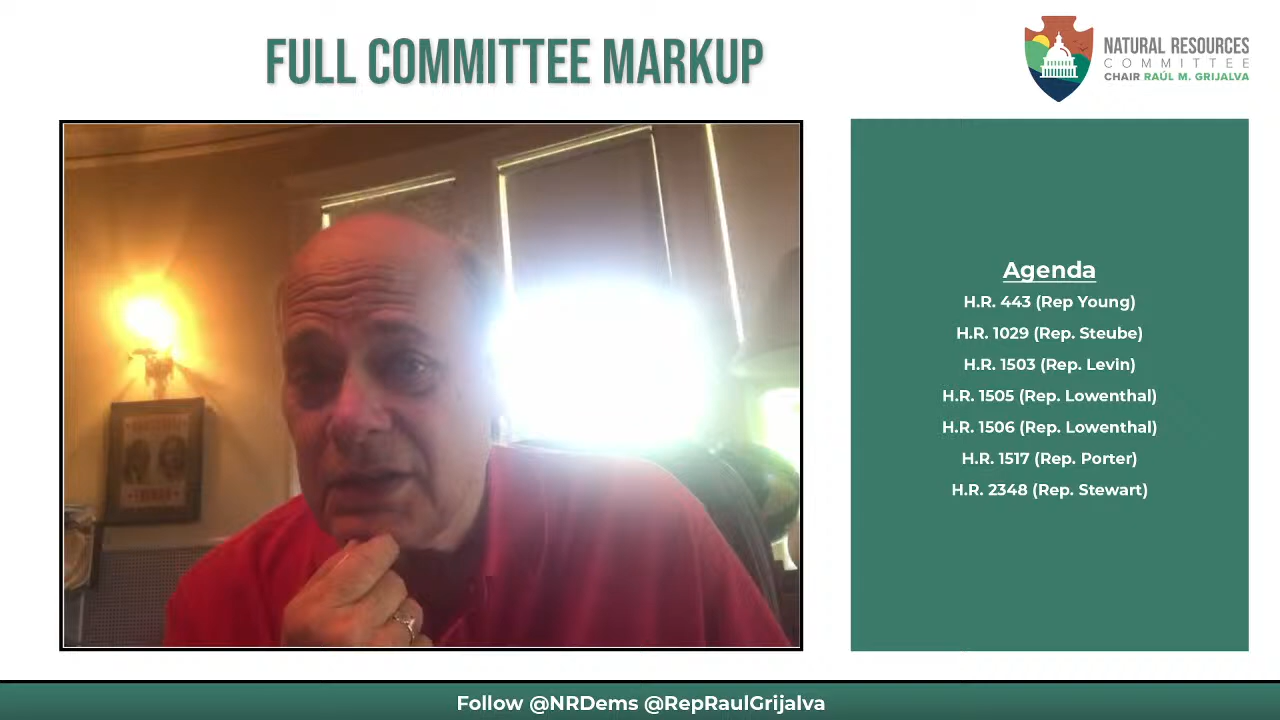 FULL COMMITTEE MARKUP
NATURAL RESOURCES
COMMITTEE
CHAIR RAÚL M. GRIJALVA
Agenda
H.R. 443 (Rep Young)
H.R. 1029 (Rep. Steube)
H.R. 1503 (Rep. Levin)
H.R. 1505 (Rep. Lowenthal)
H.R. 1506 (Rep. Lowenthal)
H.R. 1517 (Rep. Porter)
H.R. 2348 (Rep. Stewart)
Follow @NRDems @RepRaulGrijalva